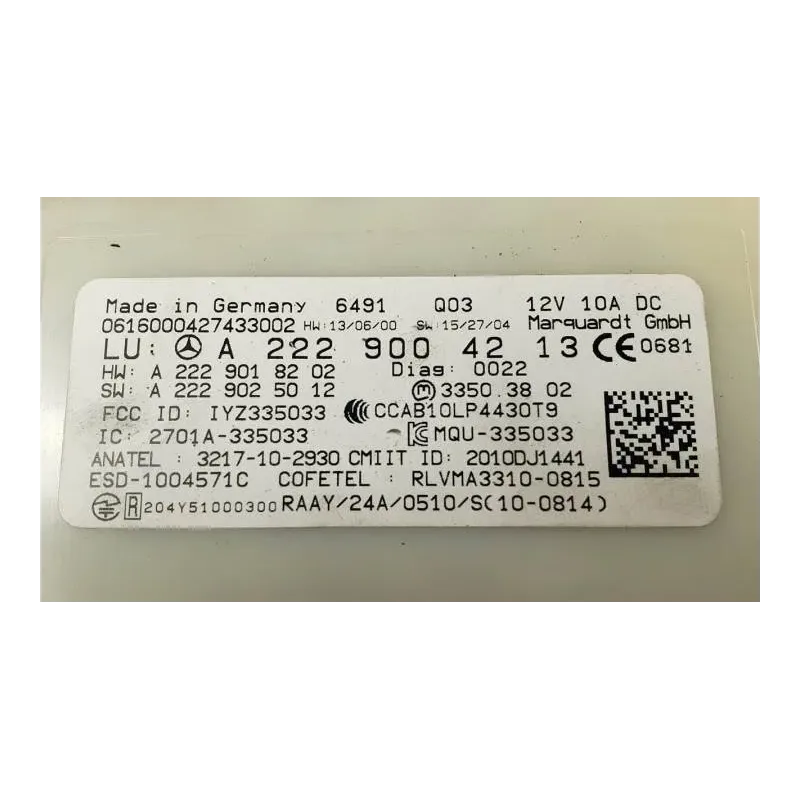 Made in Germany 6491 Q03 12V 10A DC
0616000427433002 HW:13/06/00 SW:15/27/04 Marquardt GmbH
LU: A 222 900 42 13 CE 0681
HW: A 222 901 82 02 Diag: 0022
SW: A 222 902 50 12 m 3350.38 02
FCC ID: IYZ335033 CCAB10LP4430T9
IC: 2701A-335033 MQU-335033
ANATEL: 3217-10-2930 CMIIT ID: 2010DJ1441
ESD-1004571C COFETEL: RLVMA3310-0815
R 204Y51000300 RAAY/24A/0510/S(10-0814)